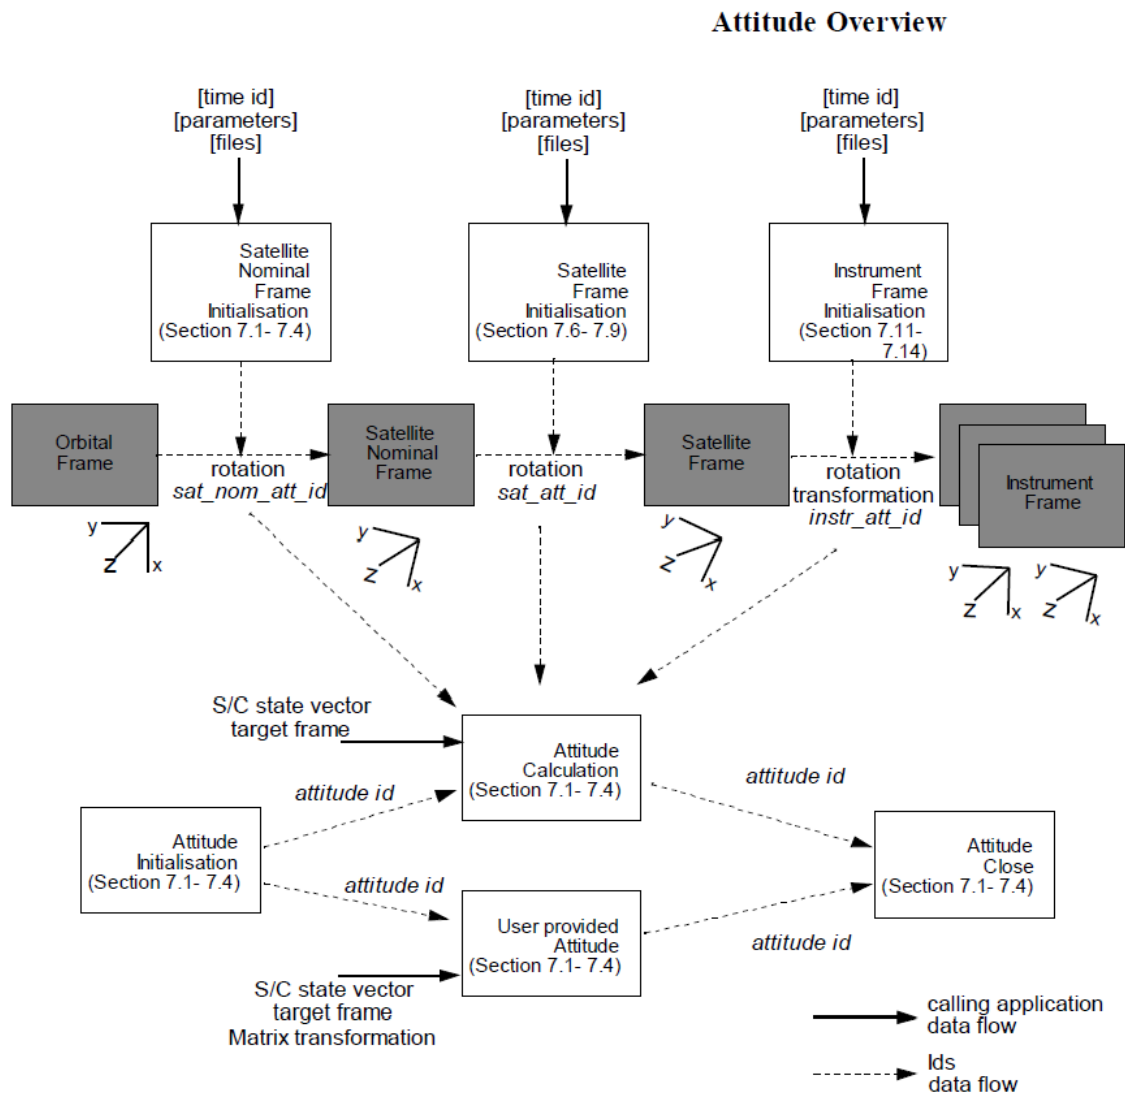 Attitude Overview
[time id]
[parameters]
[files]
[time id]
[parameters]
[files]
[time id]
[parameters]
[files]
Satellite
Nominal
Frame
Initialisation
(Section 7.1- 7.4)
Satellite
Frame
Initialisation
(Section 7.6- 7.9)
Instrument
Frame
Initialisation
(Section 7.11-
7.14)
Orbital
Frame
rotation
sat_nom_att_id
Satellite
Nominal
Frame
rotation
sat_att_id
Satellite
Frame
rotation
transformation
instr_att_id
Instrument
Frame
y
z
x
y
z
x
y
z
x
y
z
x
y
z
x
S/C state vector
target frame
Attitude
Calculation
(Section 7.1- 7.4)
attitude id
attitude id
Attitude
Initialisation
(Section 7.1- 7.4)
Attitude
Close
(Section 7.1- 7.4)
attitude id
User provided
Attitude
(Section 7.1- 7.4)
attitude id
S/C state vector
target frame
Matrix transformation
calling application
data flow
Ids
data flow